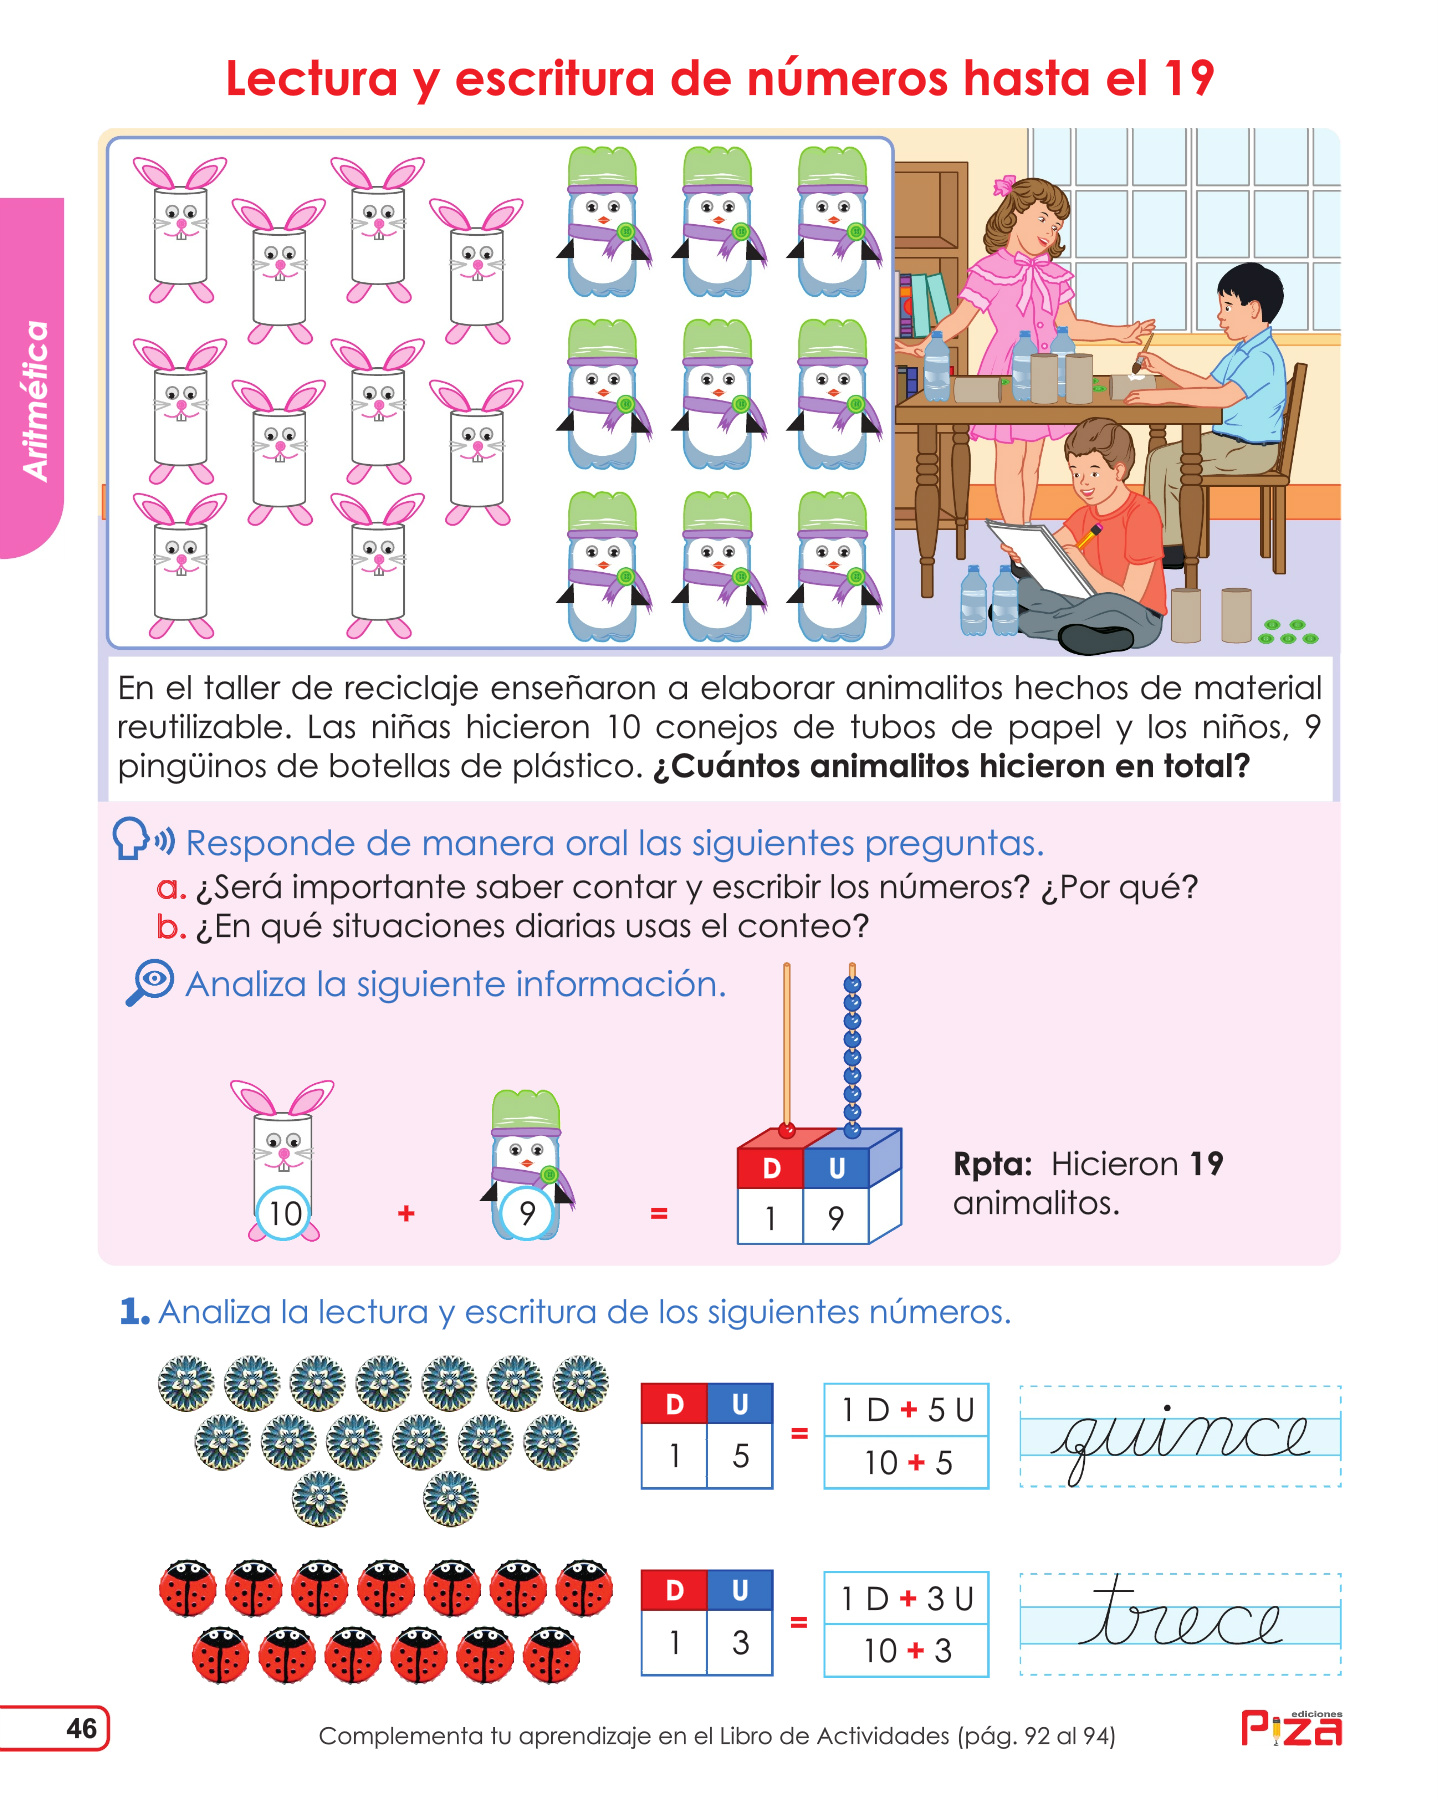 Lectura y escritura de números hasta el 19
Aritmética
En el taller de reciclaje enseñaron a elaborar animalitos hechos de material
reutilizable. Las niñas hicieron 10 conejos de tubos de papel y los niños, 9
pingüinos de botellas de plástico. ¿Cuántos animalitos hicieron en total?
Responde de manera oral las siguientes preguntas.
a. ¿Será importante saber contar y escribir los números? ¿Por qué?
b. ¿En qué situaciones diarias usas el conteo?
Analiza la siguiente información.
10 + 9 =
D U
1 9
Rpta: Hicieron 19
animalitos.
1. Analiza la lectura y escritura de los siguientes números.
D U
1 5
=
1 D + 5 U
10 + 5
quince
D U
1 3
=
1 D + 3 U
10 + 3
trece
46
Complementa tu aprendizaje en el Libro de Actividades (pág. 92 al 94)
ediciones
Piza